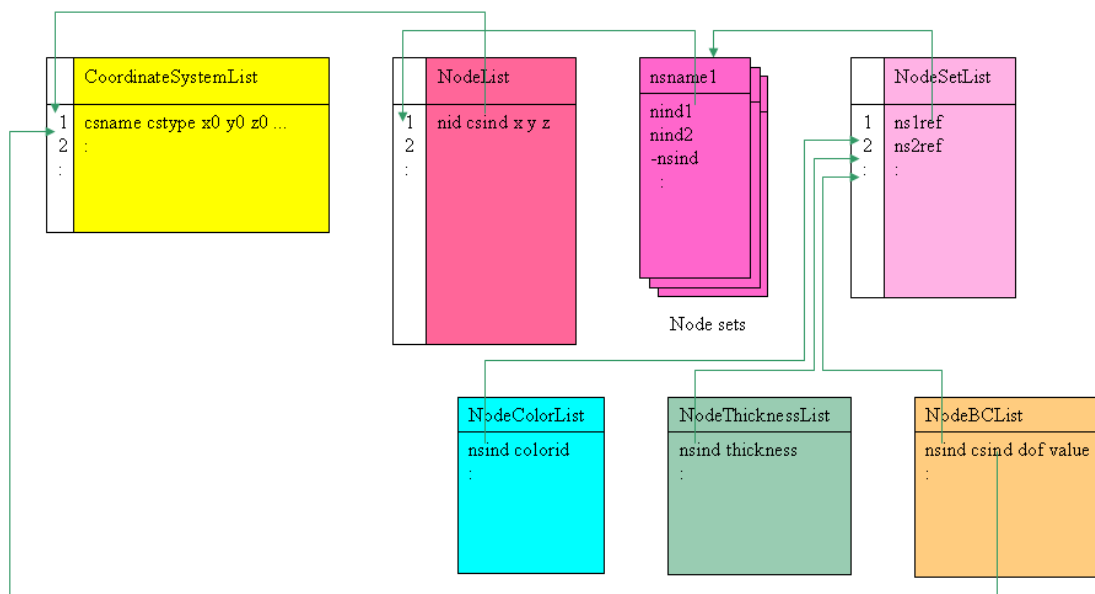 CoordinateSystemList
1
2
:
csname cstype x0 y0 z0 ...
:
NodeList
1
2
:
nid csind x y z
nsname1
nind1
nind2
-nsind
:
Node sets
NodeSetList
1
2
:
ns1ref
ns2ref
:
NodeColorList
nsind colorid
:
NodeThicknessList
nsind thickness
:
NodeBCList
nsind csind dof value
: